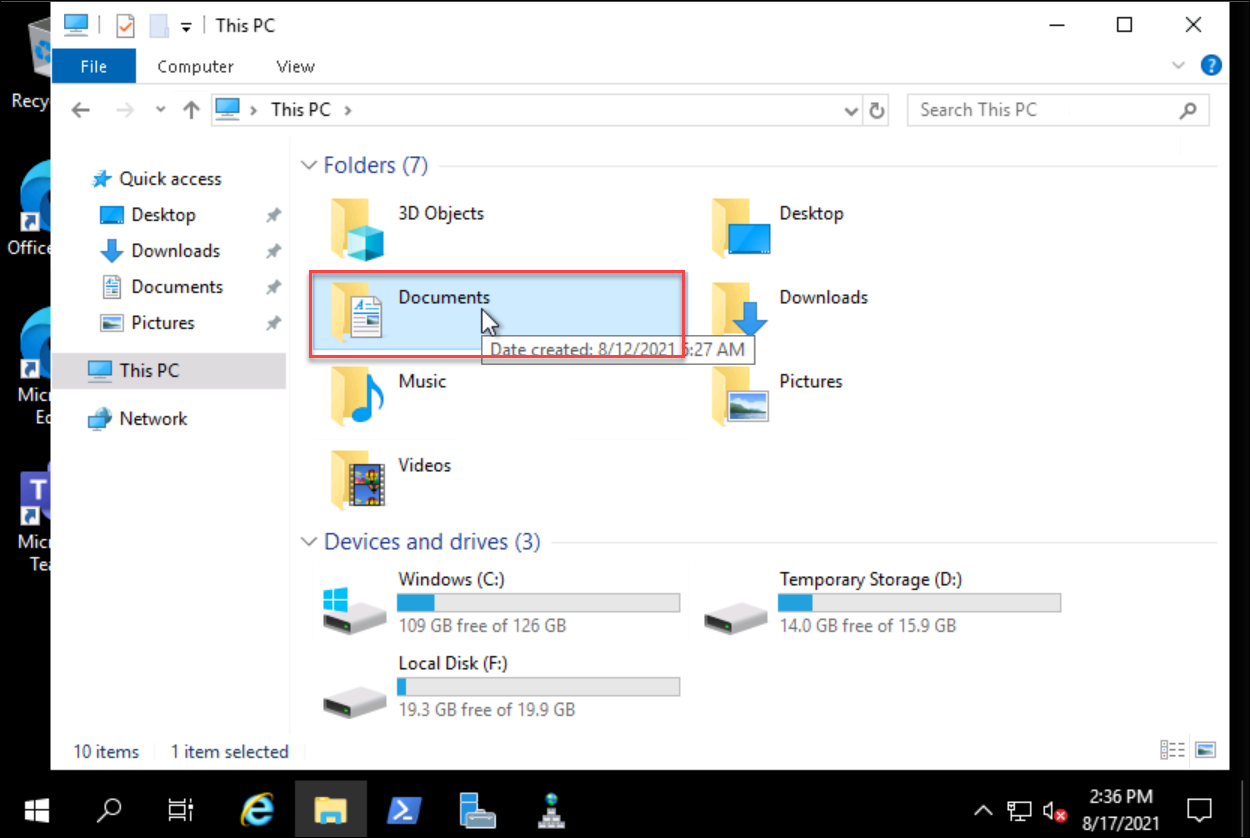 This PC
File Computer View
This PC
Search This PC
Recy
Office
Micr
Ed
T
Micr
Tea
Quick access
Desktop
Downloads
Documents
Pictures
This PC
Network
Folders (7)
3D Objects
Desktop
Documents
Downloads
Date created: 8/12/2021 6:27 AM
Music
Pictures
Videos
Devices and drives (3)
Windows (C:)
109 GB free of 126 GB
Temporary Storage (D:)
14.0 GB free of 15.9 GB
Local Disk (F:)
19.3 GB free of 19.9 GB
10 items 1 item selected
2:36 PM
8/17/2021